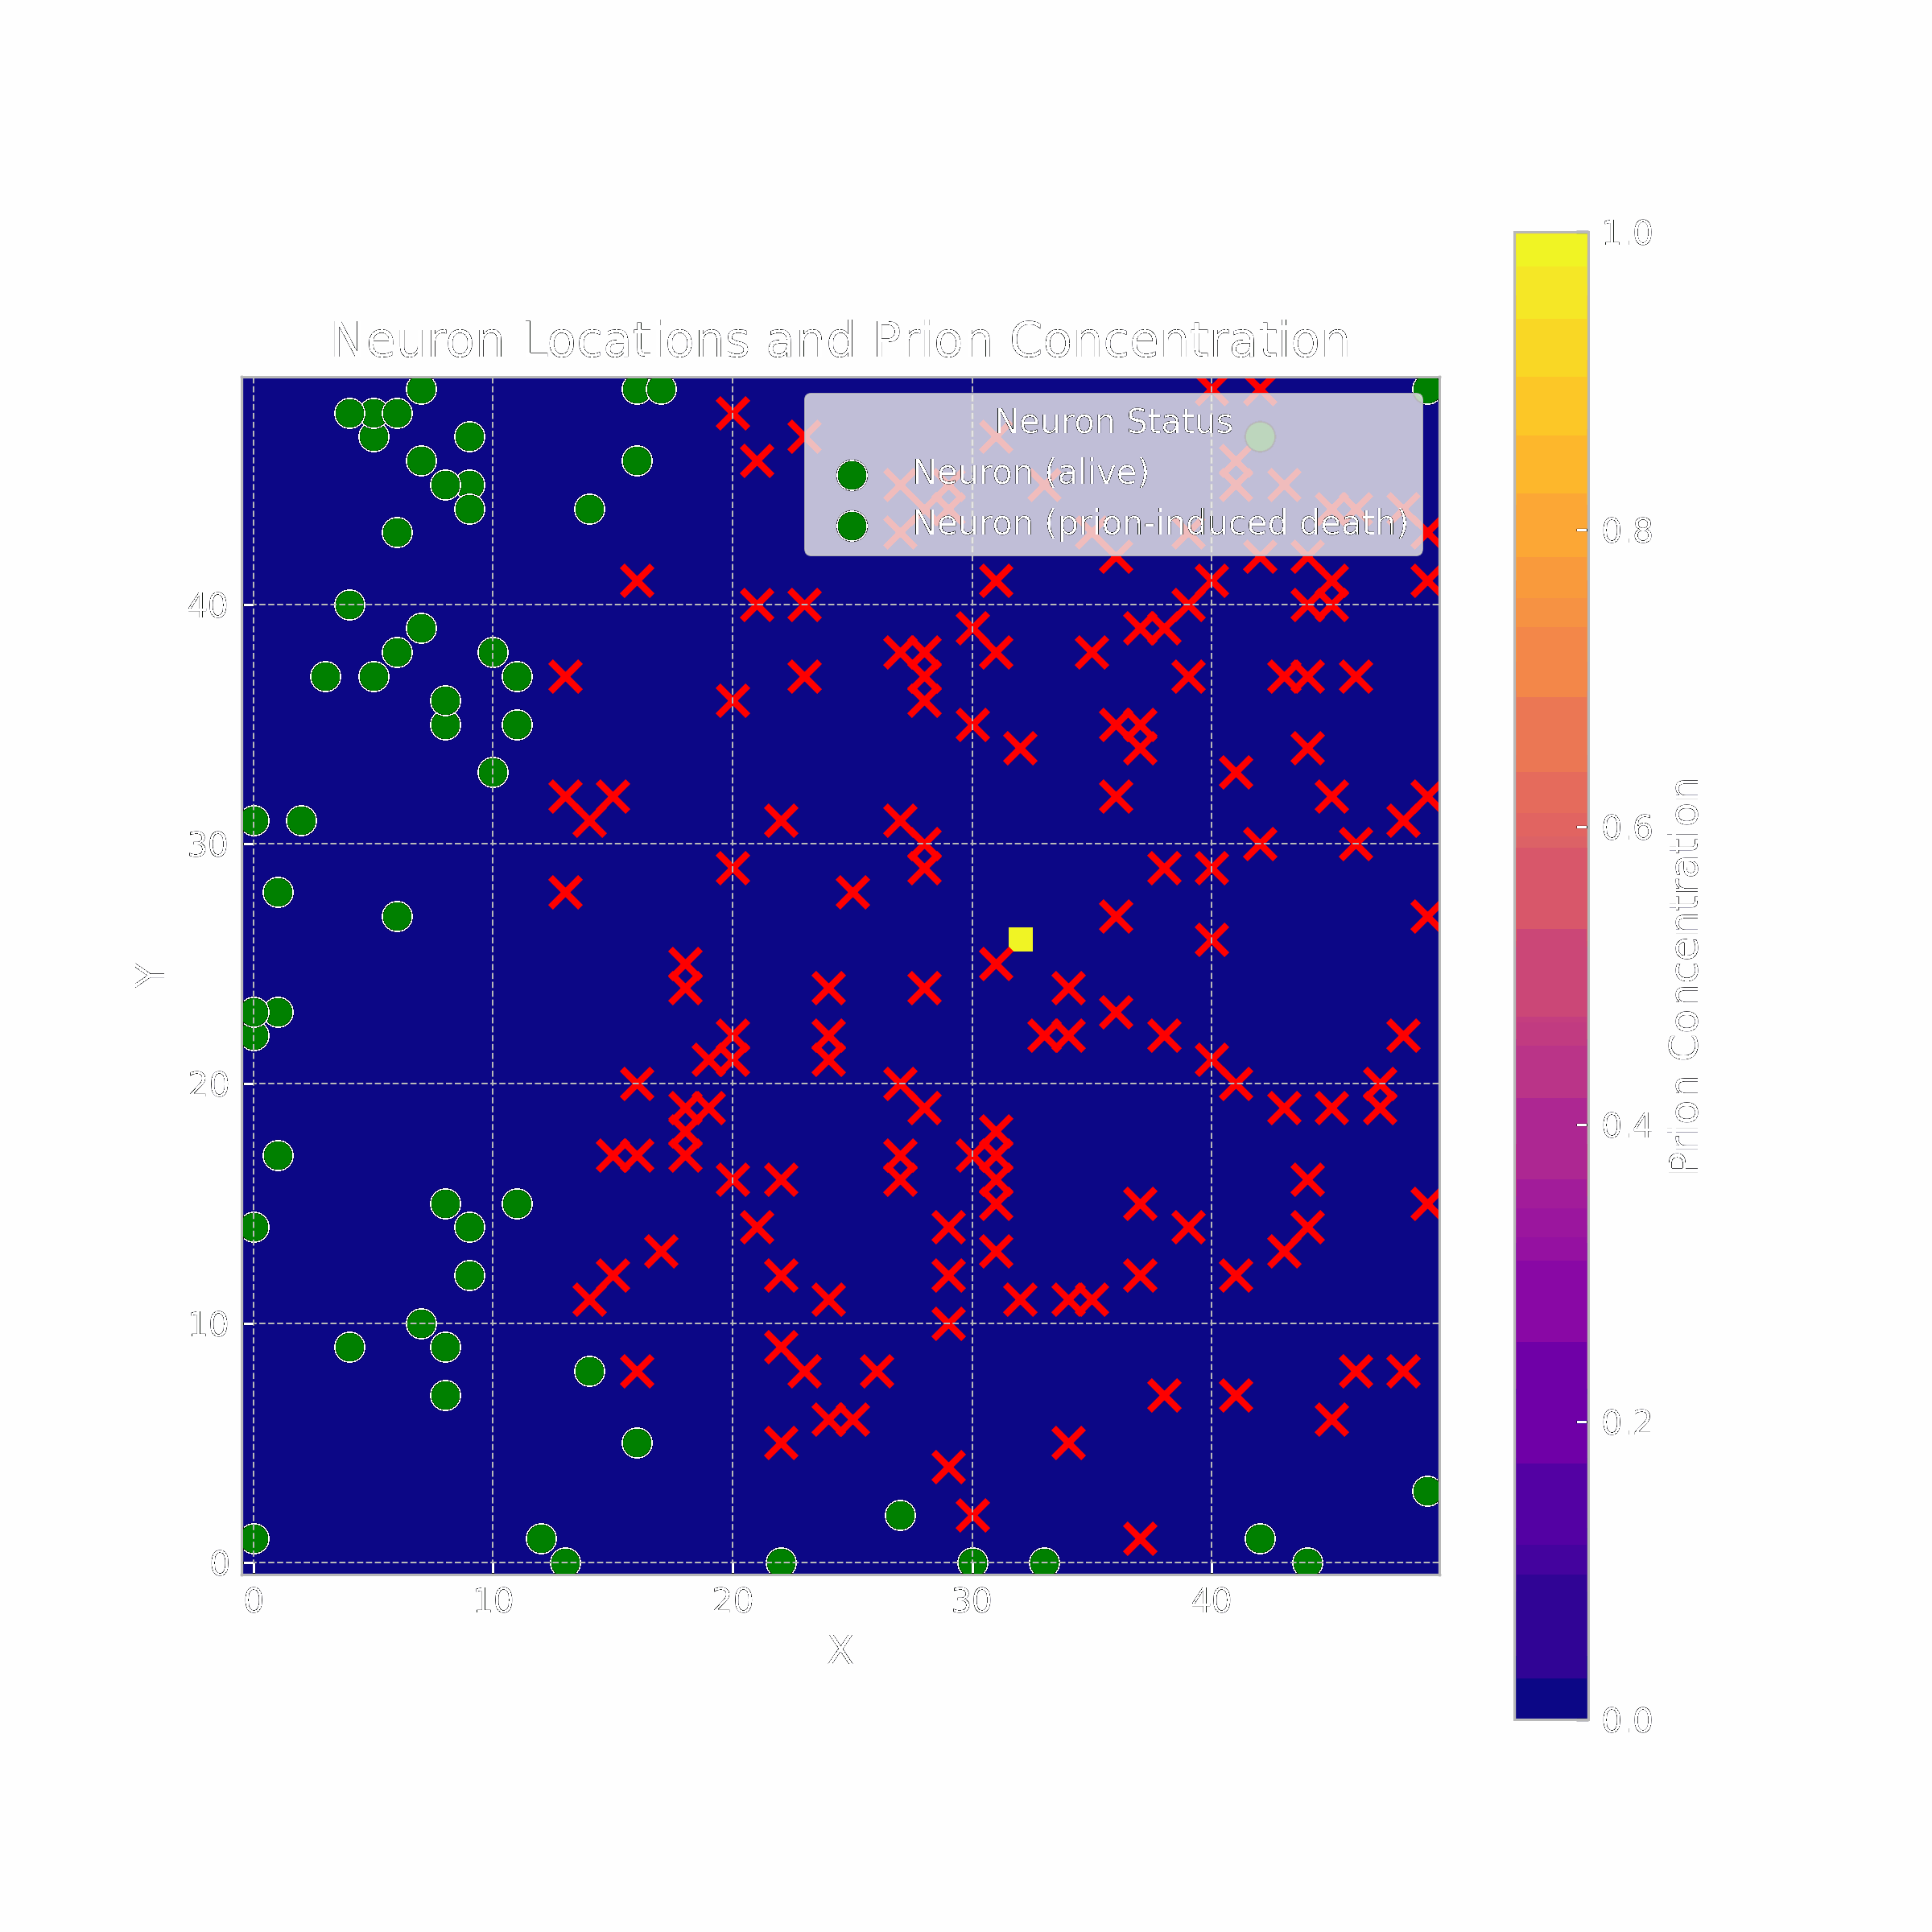 Neuron Locations and Prion Concentration
Neuron Status
Neuron (alive)
Neuron (prion-induced death)
Y
40
30
20
10
0
0 10 20 30 40
X
1.0
0.8
0.6
0.4
0.2
0.0
Prion Concentration